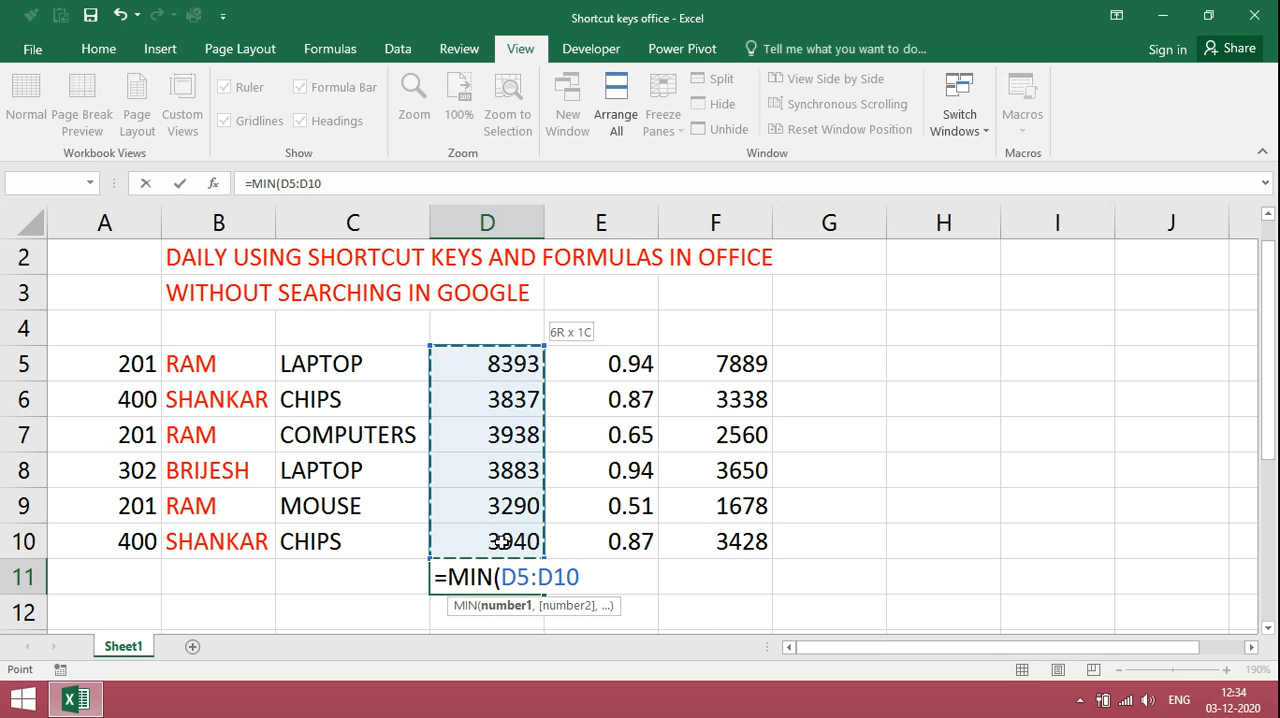 Shortcut keys office - Excel
File Home Insert Page Layout Formulas Data Review View Developer Power Pivot Tell me what you want to do... Sign in Share
Normal Page Break Preview Page Layout Custom Views
Workbook Views
Ruler Formula Bar
Gridlines Headings
Show
Zoom 100% Zoom to Selection
Zoom
New Window Arrange All Freeze Panes
Split
Hide
Unhide
View Side by Side
Synchronous Scrolling
Reset Window Position
Switch Windows
Window
Macros
Macros
fx =MIN(D5:D10
A B C D E F G H I J
2 DAILY USING SHORTCUT KEYS AND FORMULAS IN OFFICE
3 WITHOUT SEARCHING IN GOOGLE
4 6R x 1C
5 201 RAM LAPTOP 8393 0.94 7889
6 400 SHANKAR CHIPS 3837 0.87 3338
7 201 RAM COMPUTERS 3938 0.65 2560
8 302 BRIJESH LAPTOP 3883 0.94 3650
9 201 RAM MOUSE 3290 0.51 1678
10 400 SHANKAR CHIPS 3940 0.87 3428
11 =MIN(D5:D10
MIN(number1, [number2], ...)
12
Sheet1
Point 190%
ENG 12:34
03-12-2020